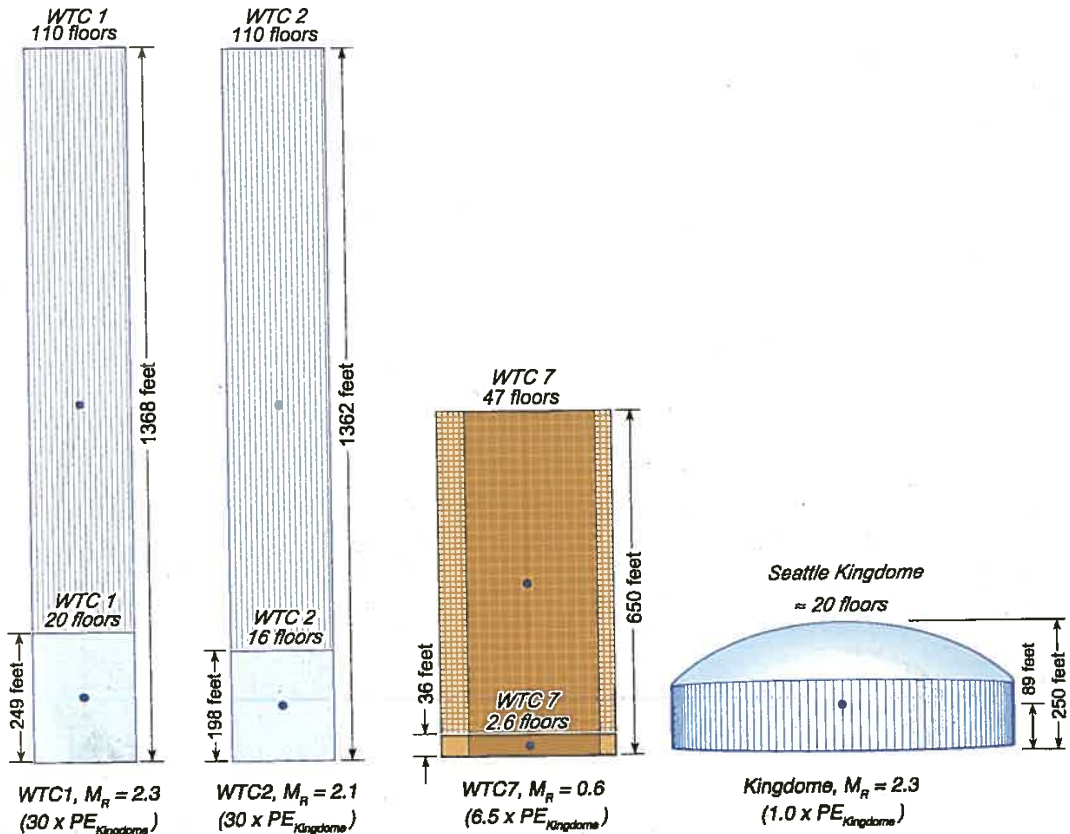 WTC 1
110 floors
WTC 2
110 floors
1368 feet
1362 feet
WTC 7
47 floors
650 feet
Seattle Kingdome
≈ 20 floors
WTC 1
20 floors
WTC 2
16 floors
249 feet
198 feet
36 feet
WTC 7
2.6 floors
89 feet
250 feet
WTC1, M_R = 2.3
(30 x PE_Kingdome)
WTC2, M_R = 2.1
(30 x PE_Kingdome)
WTC7, M_R = 0.6
(6.5 x PE_Kingdome)
Kingdome, M_R = 2.3
(1.0 x PE_Kingdome)